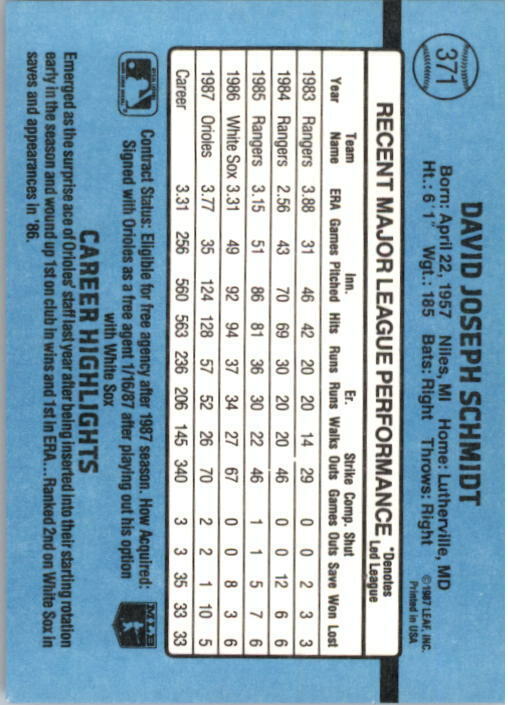 371
DAVID JOSEPH SCHMIDT
©1987 LEAF, INC.
Printed in USA
Born: April 22, 1957 Niles, MI Home: Lutherville, MD
Ht.: 6' 1" Wgt.: 185 Bats: Right Throws: Right
RECENT MAJOR LEAGUE PERFORMANCE *Denotes Led League
Year Team Name ERA Games Inn. Pitched Hits Runs Er. Runs Walks Strike Outs Comp. Games Shut Outs Save Won Lost
1983 Rangers 3.88 31 46 42 20 20 14 29 0 0 2 3 3
1984 Rangers 2.56 43 70 69 30 20 20 46 0 0 12 6 6
1985 Rangers 3.15 51 86 81 36 30 22 46 1 1 5 7 6
1986 White Sox 3.31 49 92 94 37 34 27 67 0 0 8 3 6
1987 Orioles 3.77 35 124 128 57 52 26 70 2 2 1 10 5
Career 3.31 256 560 563 236 206 145 340 3 3 35 33 33
Contract Status: Eligible for free agency after 1987 season. How Acquired:
Signed with Orioles as a free agent 1/16/87 after playing out his option
with White Sox
MLB
CAREER HIGHLIGHTS
Emerged as the surprise ace of Orioles' staff last year after being inserted into their starting rotation
early in the season and wound up 1st on club in wins and 1st in ERA... Ranked 2nd on White Sox in
saves and appearances in '86.